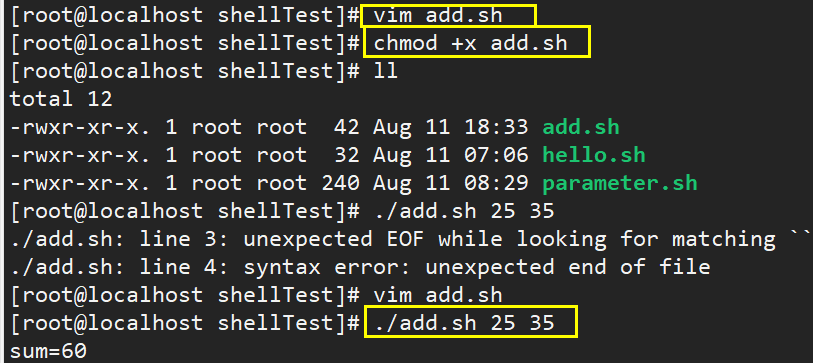 [root@localhost shellTest]# vim add.sh
[root@localhost shellTest]# chmod +x add.sh
[root@localhost shellTest]# ll
total 12
-rwxr-xr-x. 1 root root  42 Aug 11 18:33 add.sh
-rwxr-xr-x. 1 root root  32 Aug 11 07:06 hello.sh
-rwxr-xr-x. 1 root root 240 Aug 11 08:29 parameter.sh
[root@localhost shellTest]# ./add.sh 25 35
./add.sh: line 3: unexpected EOF while looking for matching ``
./add.sh: line 4: syntax error: unexpected end of file
[root@localhost shellTest]# vim add.sh
[root@localhost shellTest]# ./add.sh 25 35
sum=60